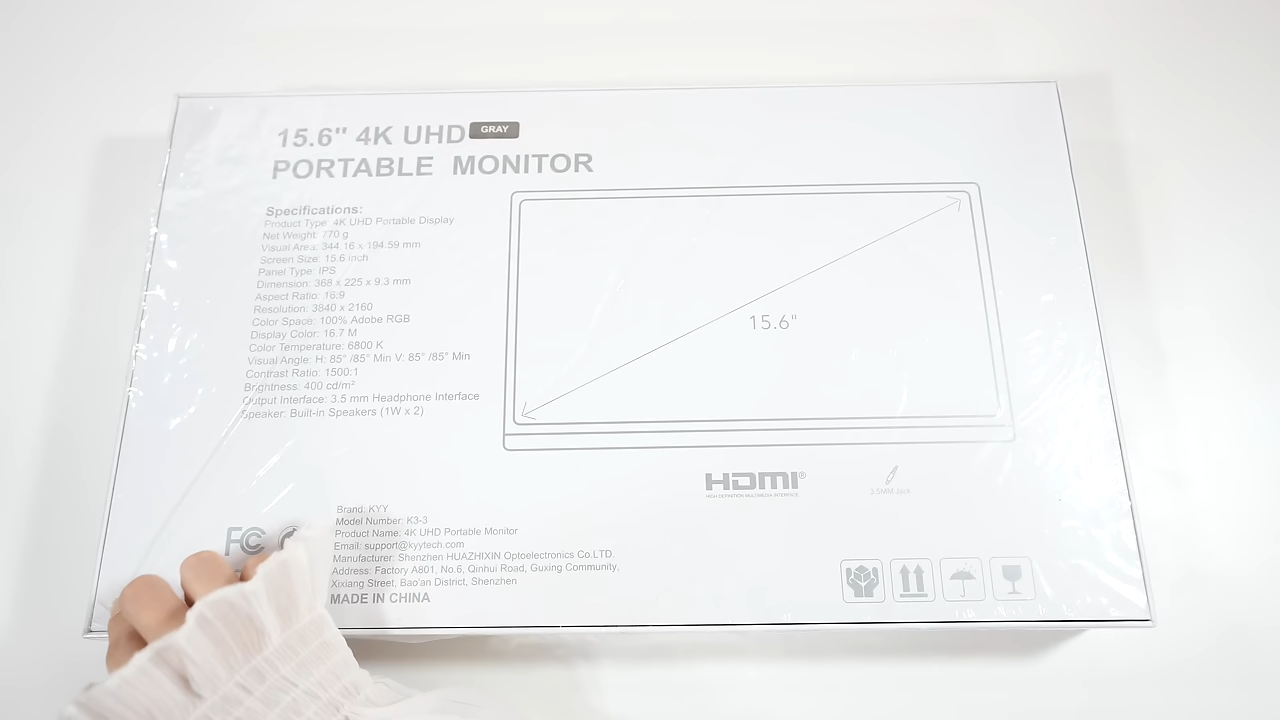 15.6" 4K UHD GRAY
PORTABLE MONITOR
Specifications:
Product Type: 4K UHD Portable Display
Net Weight: 770 g
Visual Area: 344.16 x 194.59 mm
Screen Size: 15.6 inch
Panel Type: IPS
Dimension: 368 x 225 x 9.3 mm
Aspect Ratio: 16:9
Resolution: 3840 x 2160
Color Space: 100% Adobe RGB
Display Color: 16.7 M
Color Temperature: 6800 K
Visual Angle: H: 85° /85° Min V: 85° /85° Min
Contrast Ratio: 1500:1
Brightness: 400 cd/m²
Output Interface: 3.5 mm Headphone Interface
Speaker: Built-in Speakers (1W x 2)
15.6"
HDMI®
HIGH DEFINITION MULTIMEDIA INTERFACE
3.5MM Jack
FC
Brand: KYY
Model Number: K3-3
Product Name: 4K UHD Portable Monitor
Email: support@kyytech.com
Manufacturer: Shenzhen HUAZHIXIN Optoelectronics Co.LTD
Address: Factory A801, No.6, Qinhui Road, Guxing Community,
Xixiang Street, Bao'an District, Shenzhen
MADE IN CHINA